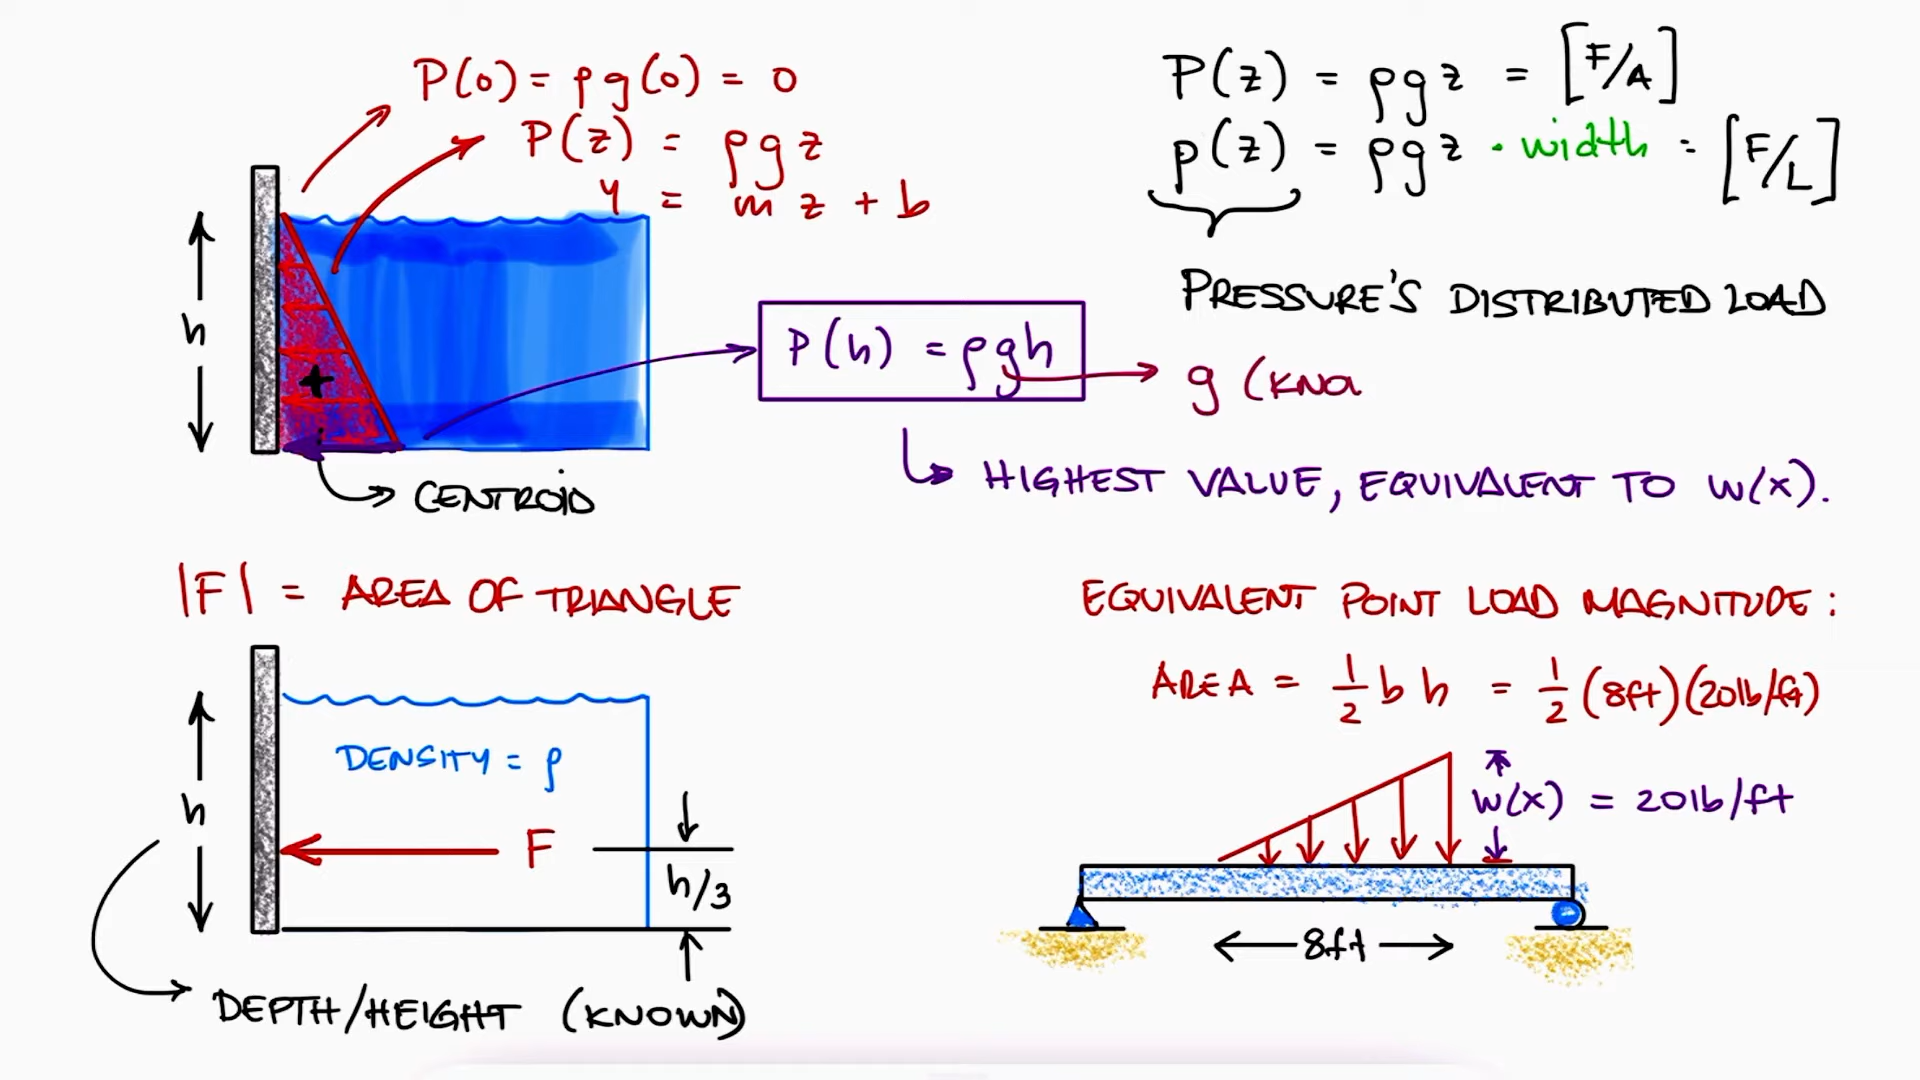 P(0) = ρg(0) = 0
P(z) = ρgz
y = mz + b
h
CENTROID
P(z) = ρgz = [F/A]
p(z) = ρgz · width = [F/L]
PRESSURE'S DISTRIBUTED LOAD
P(h) = ρgh
g (KNO
HIGHEST VALUE, EQUIVALENT TO w(x).
|F| = AREA OF TRIANGLE
h
DENSITY = ρ
F
h/3
DEPTH/HEIGHT (KNOWN)
EQUIVALENT POINT LOAD MAGNITUDE:
AREA = 1/2 b h = 1/2 (8ft)(20lb/ft)
w(x) = 20lb/ft
8ft